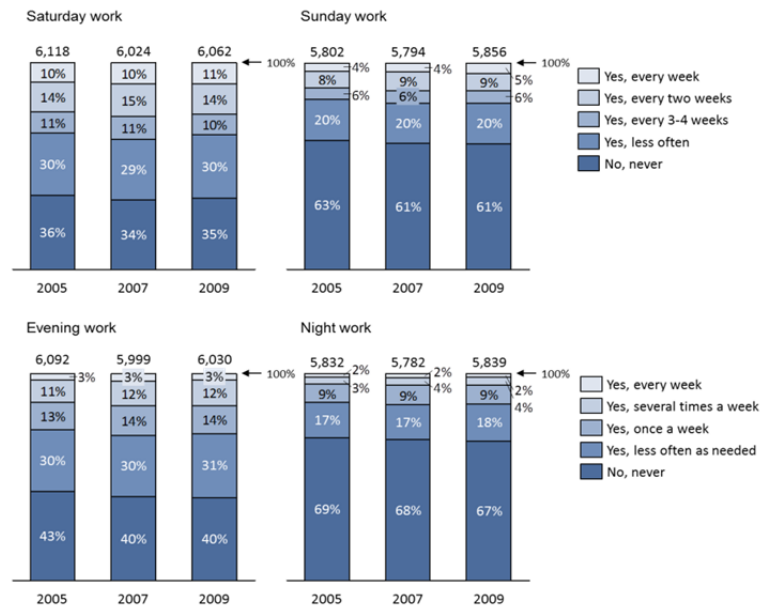 Saturday work
6,118 6,024 6,062
100%
10% 10% 11%
14% 15% 14%
11% 11% 10%
30% 29% 30%
36% 34% 35%
2005 2007 2009
Sunday work
5,802 5,794 5,856
100%
4% 4% 5%
8% 9% 9%
6% 6% 6%
20% 20% 20%
63% 61% 61%
2005 2007 2009
Yes, every week
Yes, every two weeks
Yes, every 3-4 weeks
Yes, less often
No, never
Evening work
6,092 5,999 6,030
100%
3% 3% 3%
11% 12% 12%
13% 14% 14%
30% 30% 31%
43% 40% 40%
2005 2007 2009
Night work
5,832 5,782 5,839
100%
2% 2% 2%
3% 4% 4%
9% 9% 9%
17% 17% 18%
69% 68% 67%
2005 2007 2009
Yes, every week
Yes, several times a week
Yes, once a week
Yes, less often as needed
No, never